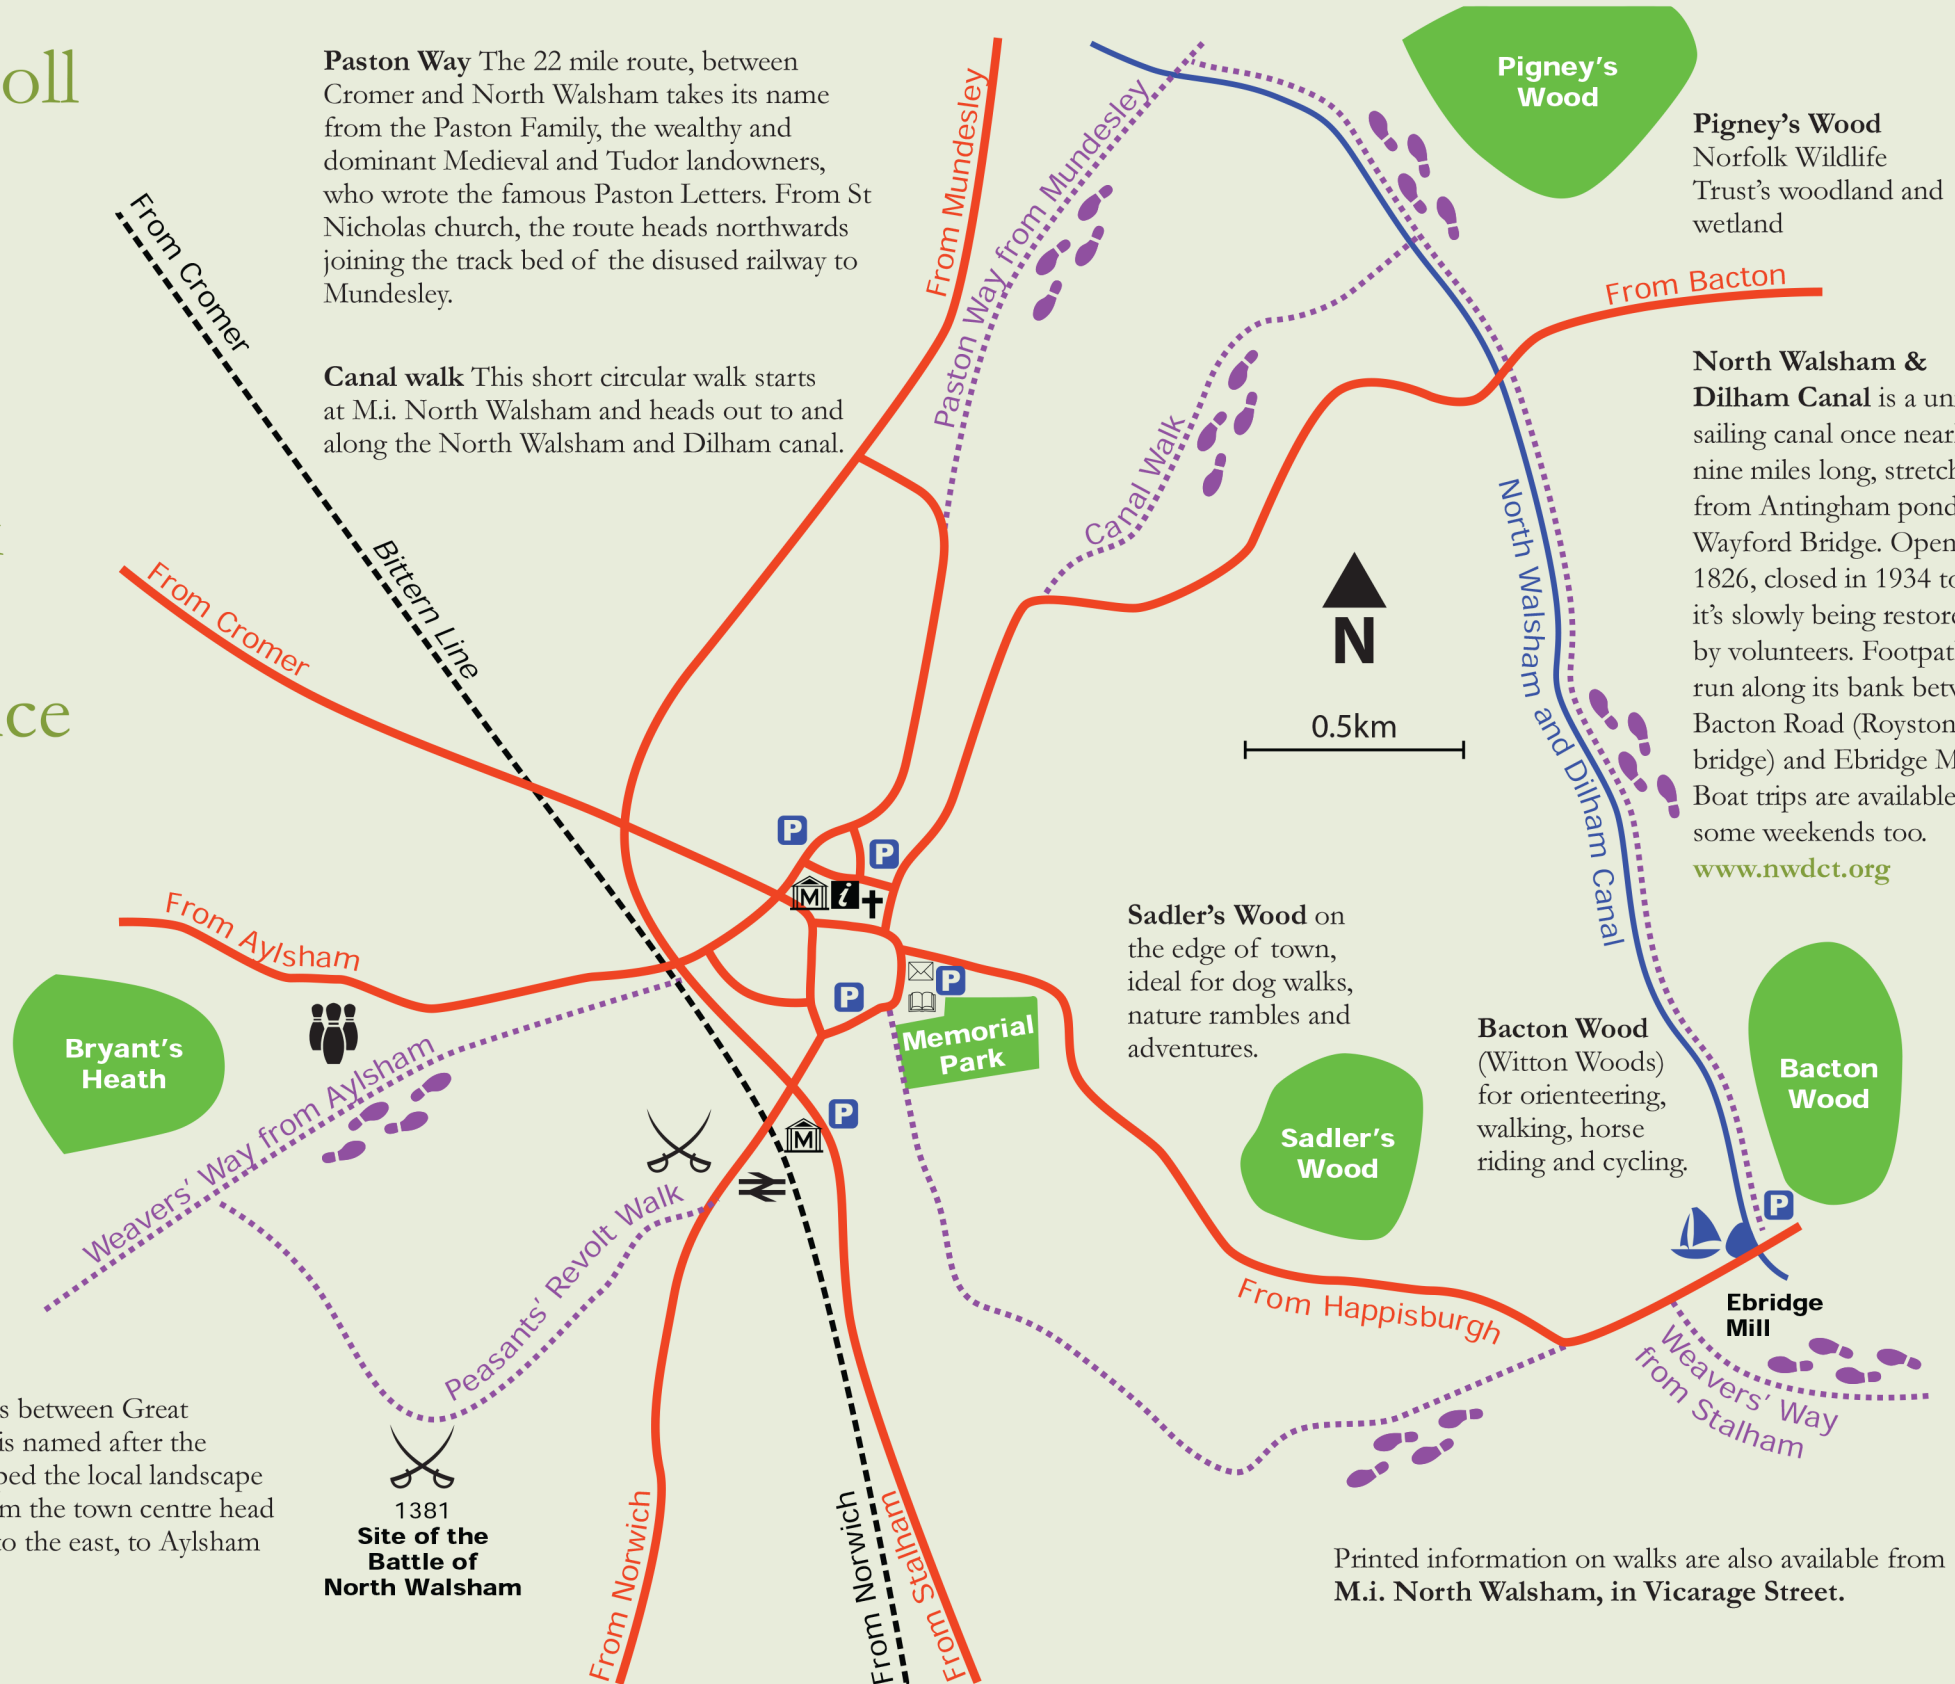 oll
ce
Paston Way The 22 mile route, between
Cromer and North Walsham takes its name
from the Paston Family, the wealthy and
dominant Medieval and Tudor landowners,
who wrote the famous Paston Letters. From St
Nicholas church, the route heads northwards
joining the track bed of the disused railway to
Mundesley.
Canal walk This short circular walk starts
at M.i. North Walsham and heads out to and
along the North Walsham and Dilham canal.
From Cromer
Bittern Line
From Cromer
From Mundesley
Paston Way from Mundesley
Canal Walk
Pigney's
Wood
Pigney's Wood
Norfolk Wildlife
Trust's woodland and
wetland
From Bacton
North Walsham &
Dilham Canal is a un
sailing canal once near
nine miles long, stretch
from Antingham pond
Wayford Bridge. Open
1826, closed in 1934 to
it's slowly being restore
by volunteers. Footpat
run along its bank betw
Bacton Road (Royston
bridge) and Ebridge M
Boat trips are available
some weekends too.
www.nwdct.org
N
0.5km
North Walsham and Dilham Canal
P
P
M i
From Aylsham
P
P
Memorial
Park
Bryant's
Heath
Weavers' Way from Aylsham
Sadler's Wood on
the edge of town,
ideal for dog walks,
nature rambles and
adventures.
Sadler's
Wood
Bacton Wood
(Witton Woods)
for orienteering,
walking, horse
riding and cycling.
Bacton
Wood
P
M
P
Peasants' Revolt Walk
From Happisburgh
Ebridge
Mill
Weavers' Way
from Stalham
s between Great
is named after the
ped the local landscape
m the town centre head
to the east, to Aylsham
1381
Site of the
Battle of
North Walsham
From Norwich
From Norwich
From Stalham
Printed information on walks are also available from
M.i. North Walsham, in Vicarage Street.